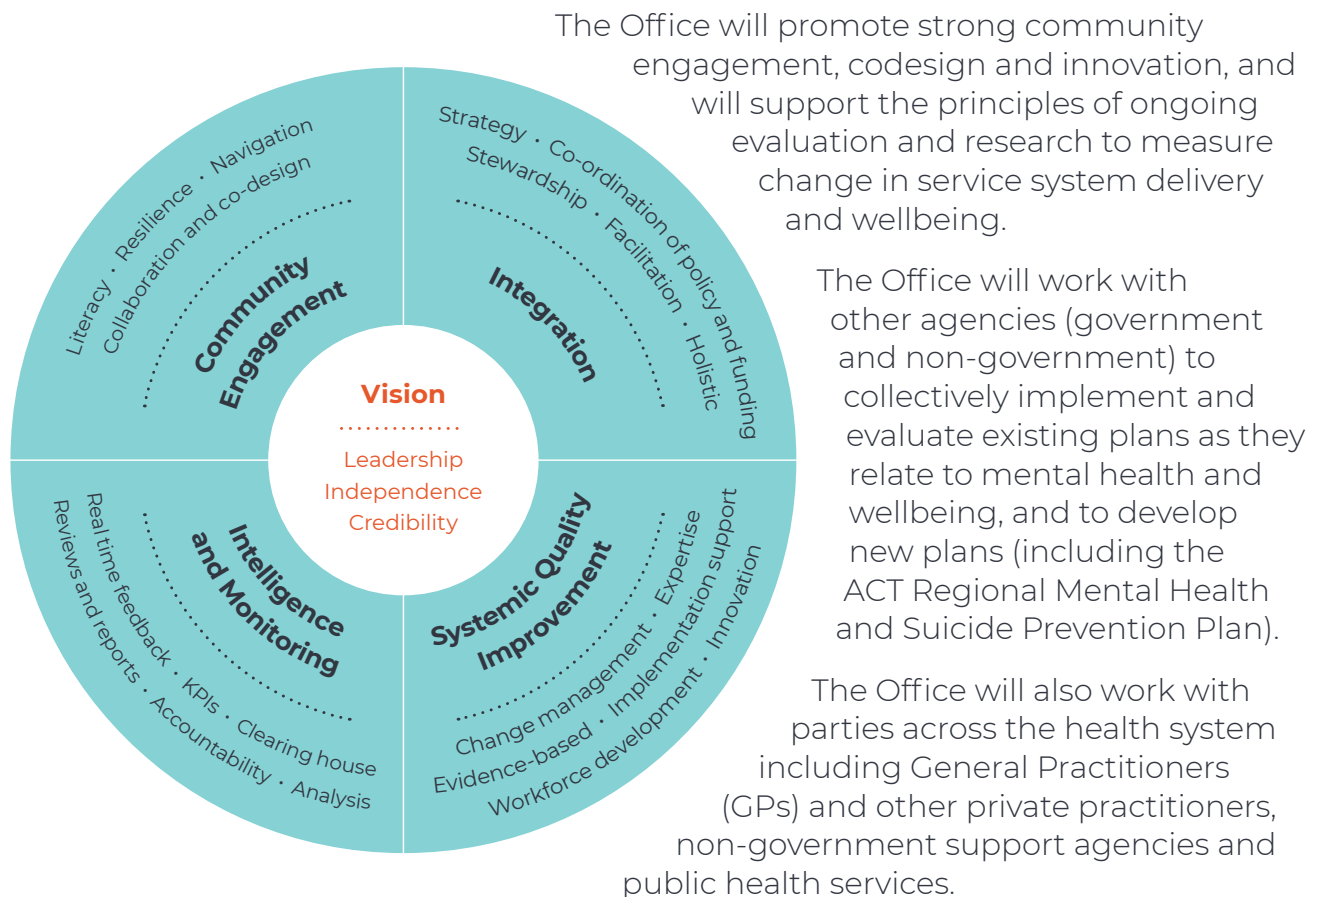 The Office will promote strong community
engagement, codesign and innovation, and
will support the principles of ongoing
evaluation and research to measure
change in service system delivery
and wellbeing.
The Office will work with
other agencies (government
and non-government) to
collectively implement and
evaluate existing plans as they
relate to mental health and
wellbeing, and to develop
new plans (including the
ACT Regional Mental Health
and Suicide Prevention Plan).
The Office will also work with
parties across the health system
including General Practitioners
(GPs) and other private practitioners,
non-government support agencies and
public health services.
Literacy · Resilience · Navigation
Collaboration and co-design
Community
Engagement
Strategy · Co-ordination of policy and funding
Stewardship · Facilitation · Holistic
Integration
Vision
Leadership
Independence
Credibility
Intelligence
and Monitoring
Real time feedback · KPIs · Clearing house
Reviews and reports · Accountability · Analysis
Systemic Quality
Improvement
Change management · Expertise
Evidence-based · Implementation support
Workforce development · Innovation